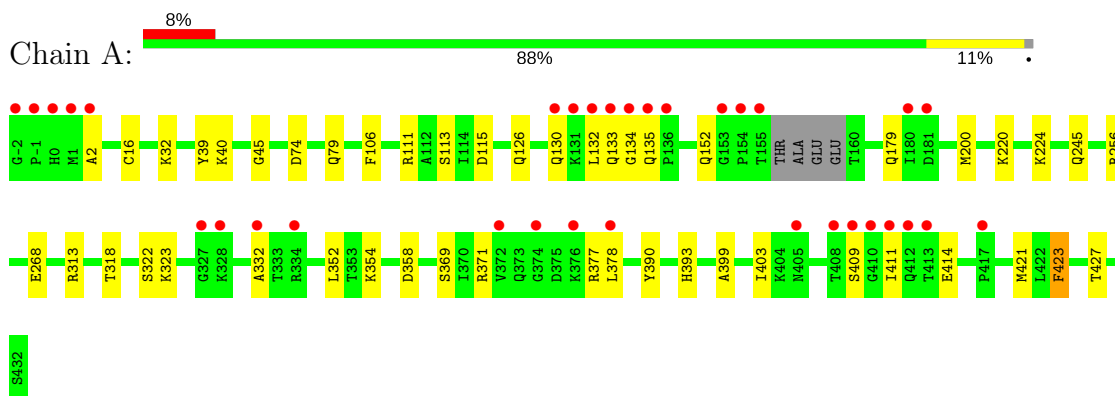 8%
Chain A:
88% 11% •
G-2 P-1 H0 M1 A2 C16 K32 Y39 K40 G45 D74 Q79 F106 R111 A112 S113 I114 D115 Q126 Q130 K131 L132 Q133 G134 Q135 P136 Q152 G153 P154 T155 THR ALA GLU GLU T160 Q179 I180 D181 M200 K220 K224 Q245
E268 R313 T318 S322 K323 G327 K328 A332 T333 R334 L352 T353 K354 D358 S369 I370 R371 V372 Q373 G374 D375 K376 R377 L378 Y390 H393 A399 I403 K404 N405 T408 S409 G410 I411 Q412 T413 E414 P417 M421 L422 F423 T427
S432